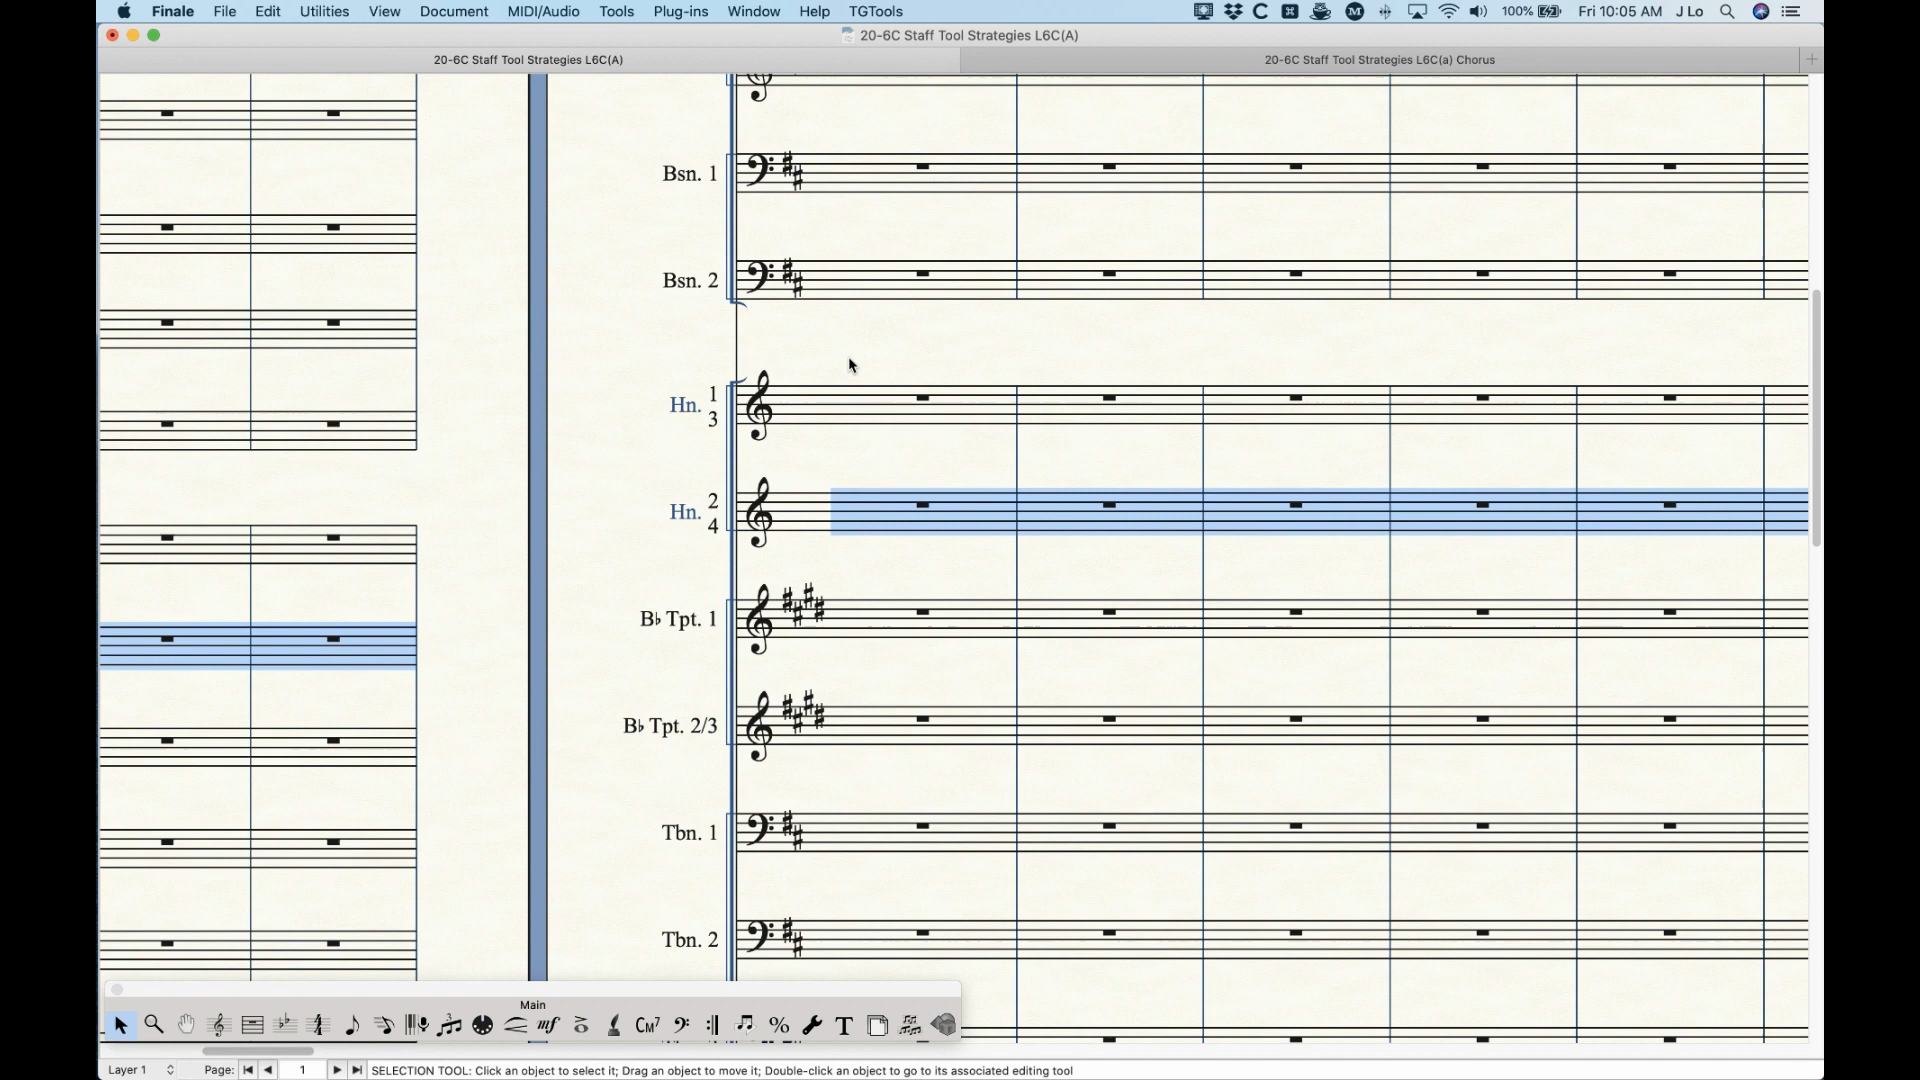 Finale File Edit Utilities View Document MIDI/Audio Tools Plug-ins Window Help TGTools 100% Fri 10:05 AM J Lo
20-6C Staff Tool Strategies L6C(A)
20-6C Staff Tool Strategies L6C(A) 20-6C Staff Tool Strategies L6C(a) Chorus
Bsn. 1
Bsn. 2
Hn. 1 3
Hn. 2 4
B♭ Tpt. 1
B♭ Tpt. 2/3
Tbn. 1
Tbn. 2
Main
mf CM7 % T
Layer 1 Page: 1 SELECTION TOOL: Click an object to select it; Drag an object to move it; Double-click an object to go to its associated editing tool